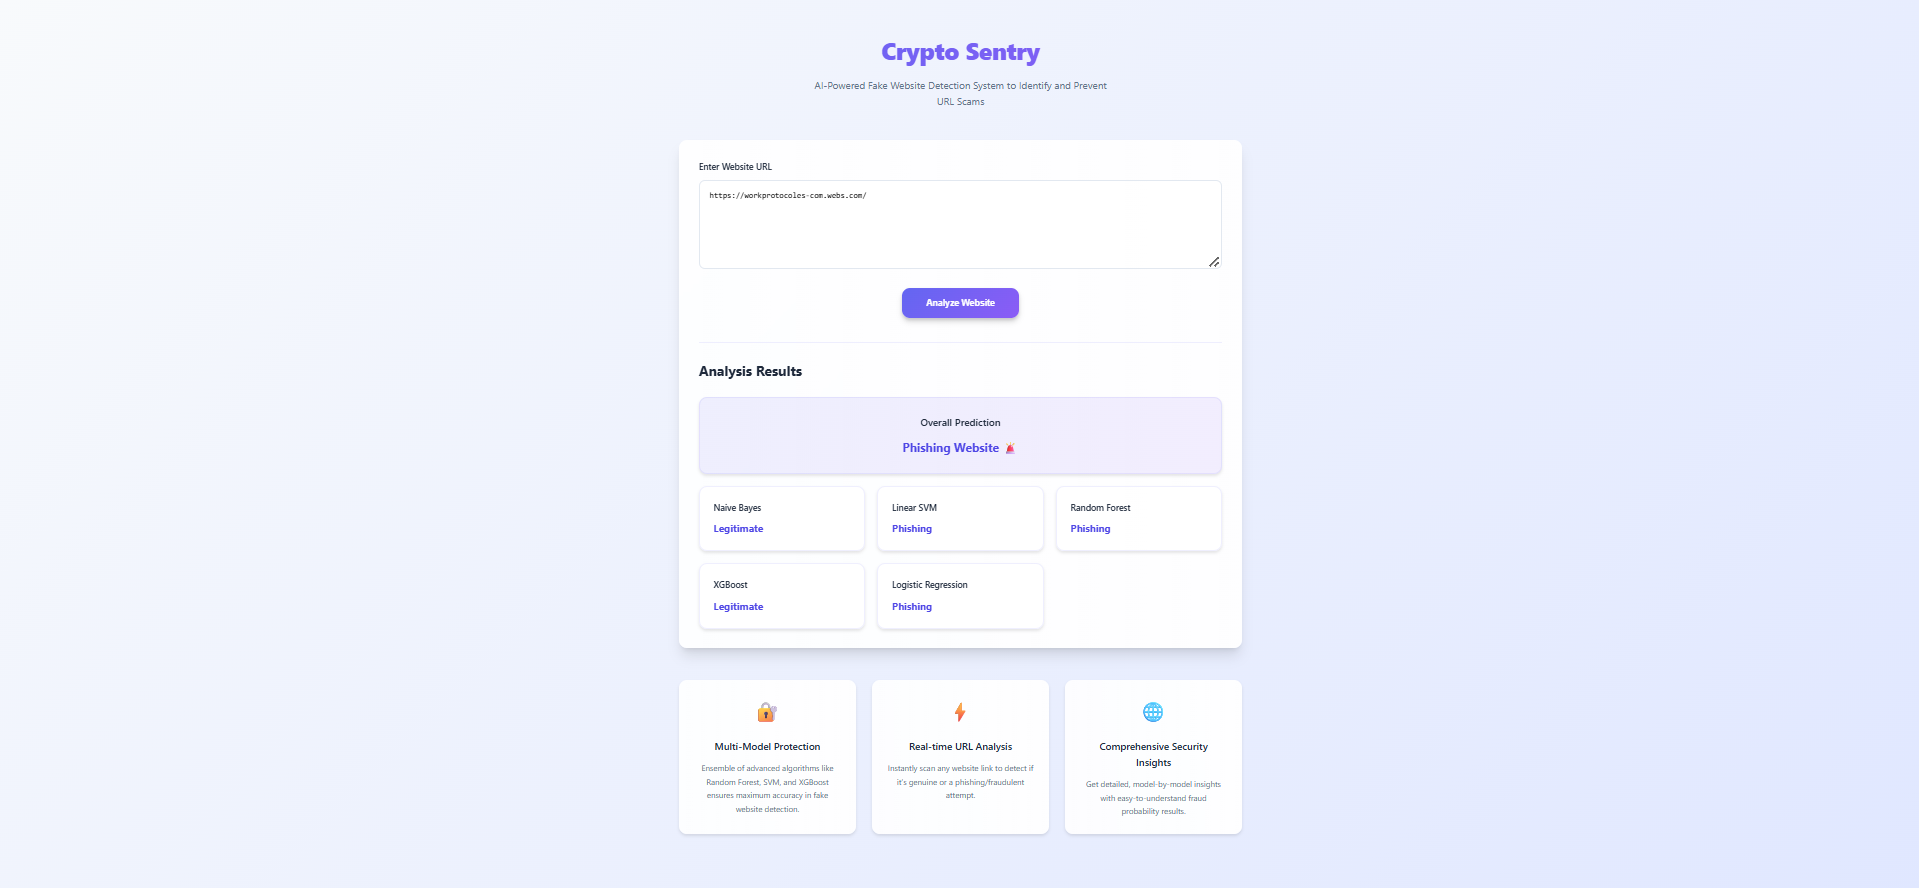 Crypto Sentry
AI-Powered Fake Website Detection System to Identify and Prevent
URL Scams
Enter Website URL
https://workprotocoles-com.webs.com/
Analyze Website
Analysis Results
Overall Prediction
Phishing Website 🚨
Naive Bayes
Legitimate
Linear SVM
Phishing
Random Forest
Phishing
XGBoost
Legitimate
Logistic Regression
Phishing
Multi-Model Protection
Ensemble of advanced algorithms like
Random Forest, SVM, and XGBoost
ensures maximum accuracy in fake
website detection.
Real-time URL Analysis
Instantly scan any website link to detect if
it's genuine or a phishing/fraudulent
attempt.
Comprehensive Security
Insights
Get detailed, model-by-model insights
with easy-to-understand fraud
probability results.